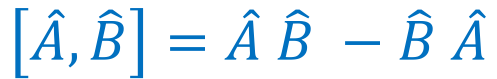 [Â, B̂] = Â B̂ − B̂ Â